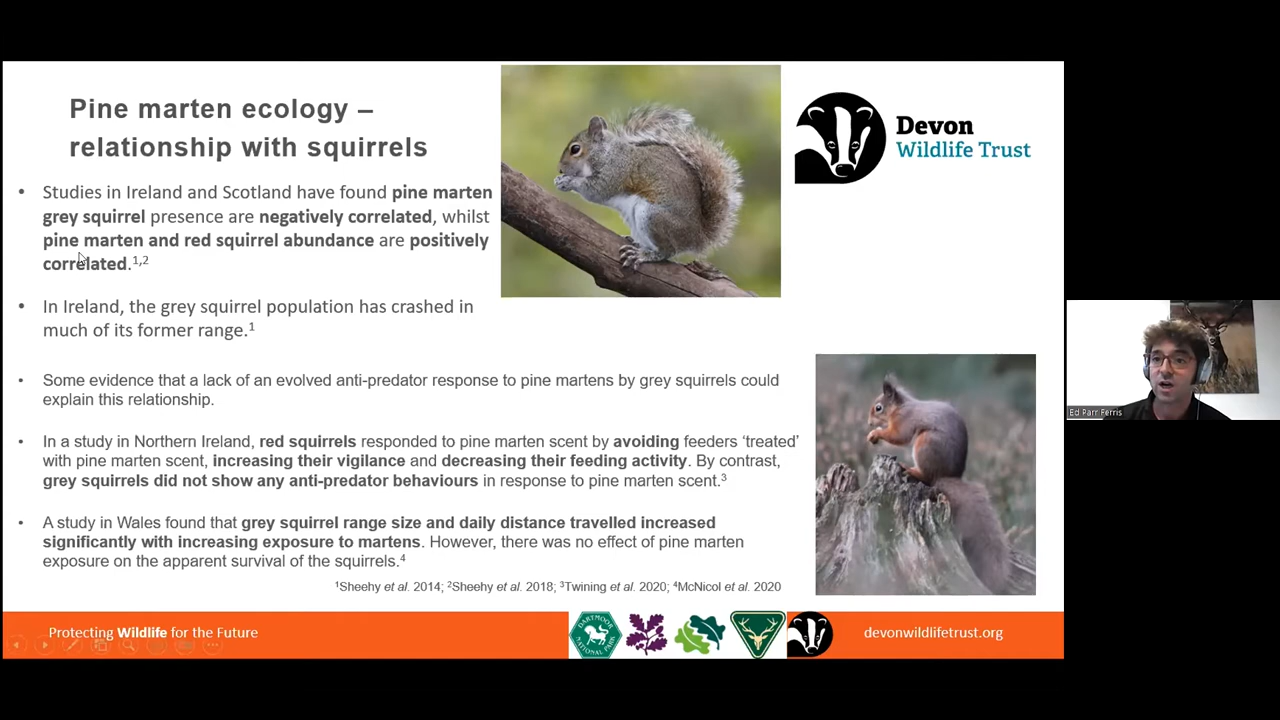 Pine marten ecology –
relationship with squirrels
• Studies in Ireland and Scotland have found pine marten
grey squirrel presence are negatively correlated, whilst
pine marten and red squirrel abundance are positively
correlated.1,2
• In Ireland, the grey squirrel population has crashed in
much of its former range.1
• Some evidence that a lack of an evolved anti-predator response to pine martens by grey squirrels could
explain this relationship.
• In a study in Northern Ireland, red squirrels responded to pine marten scent by avoiding feeders ‘treated’
with pine marten scent, increasing their vigilance and decreasing their feeding activity. By contrast,
grey squirrels did not show any anti-predator behaviours in response to pine marten scent.3
• A study in Wales found that grey squirrel range size and daily distance travelled increased
significantly with increasing exposure to martens. However, there was no effect of pine marten
exposure on the apparent survival of the squirrels.4
1Sheehy et al. 2014; 2Sheehy et al. 2018; 3Twining et al. 2020; 4McNicol et al. 2020
Devon
Wildlife Trust
Ed Parr Ferris
Protecting Wildlife for the Future
DARTMOOR
NATIONAL PARK
devonwildlifetrust.org